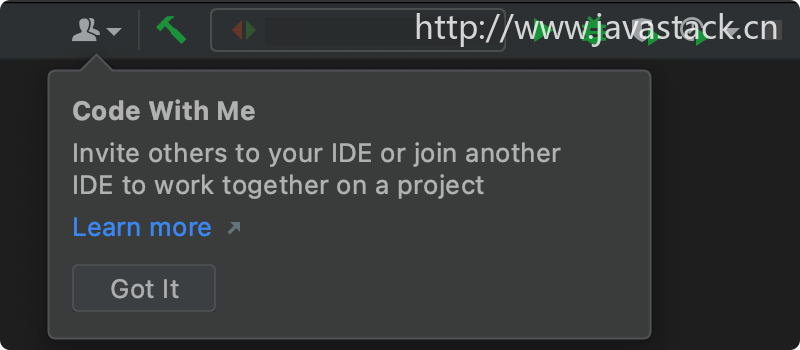 http://www.javastack.cn
Code With Me
Invite others to your IDE or join another
IDE to work together on a project
Learn more
Got It